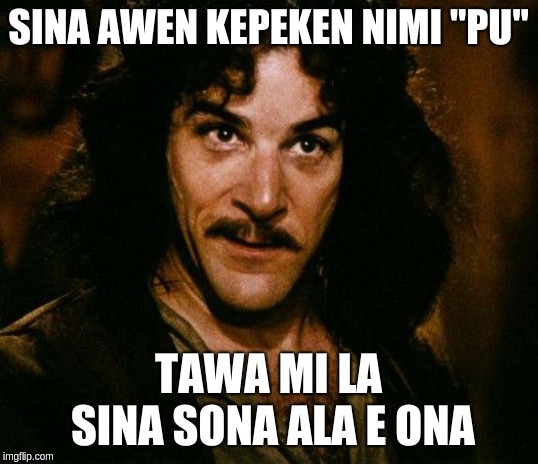 SINA AWEN KEPEKEN NIMI "PU"
TAWA MI LA
SINA SONA ALA E ONA
imgflip.com